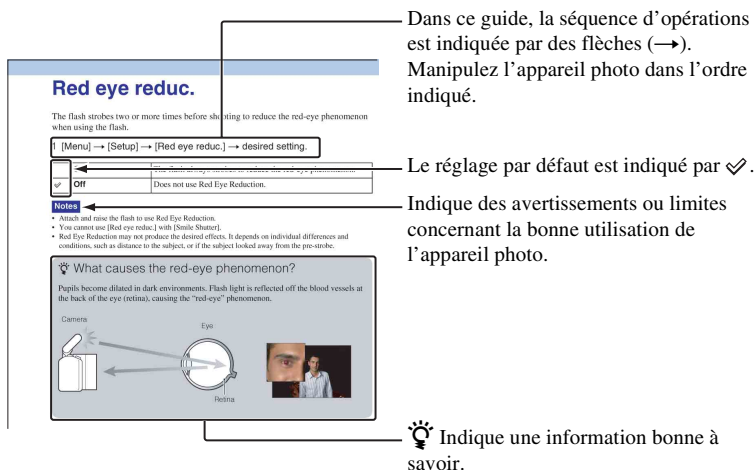 Dans ce guide, la séquence d’opérations
est indiquée par des flèches (→).
Manipulez l’appareil photo dans l’ordre
indiqué.
Red eye reduc.
The flash strobes two or more times before shooting to reduce the red-eye phenomenon
when using the flash.
1 [Menu] → [Setup] → [Red eye reduc.] → desired setting.
Le réglage par défaut est indiqué par ✓.
✓ Off Does not use Red Eye Reduction.
Notes
Indique des avertissements ou limites
concernant la bonne utilisation de
l’appareil photo.
• Attach and raise the flash to use Red Eye Reduction.
• You cannot use [Red eye reduc.] with [Smile Shutter].
• Red Eye Reduction may not produce the desired effects. It depends on individual differences and
conditions, such as distance to the subject, or if the subject looked away from the pre-strobe.
What causes the red-eye phenomenon?
Pupils become dilated in dark environments. Flash light is reflected off the blood vessels at
the back of the eye (retina), causing the “red-eye” phenomenon.
Camera
Eye
Retina
Indique une information bonne à
savoir.